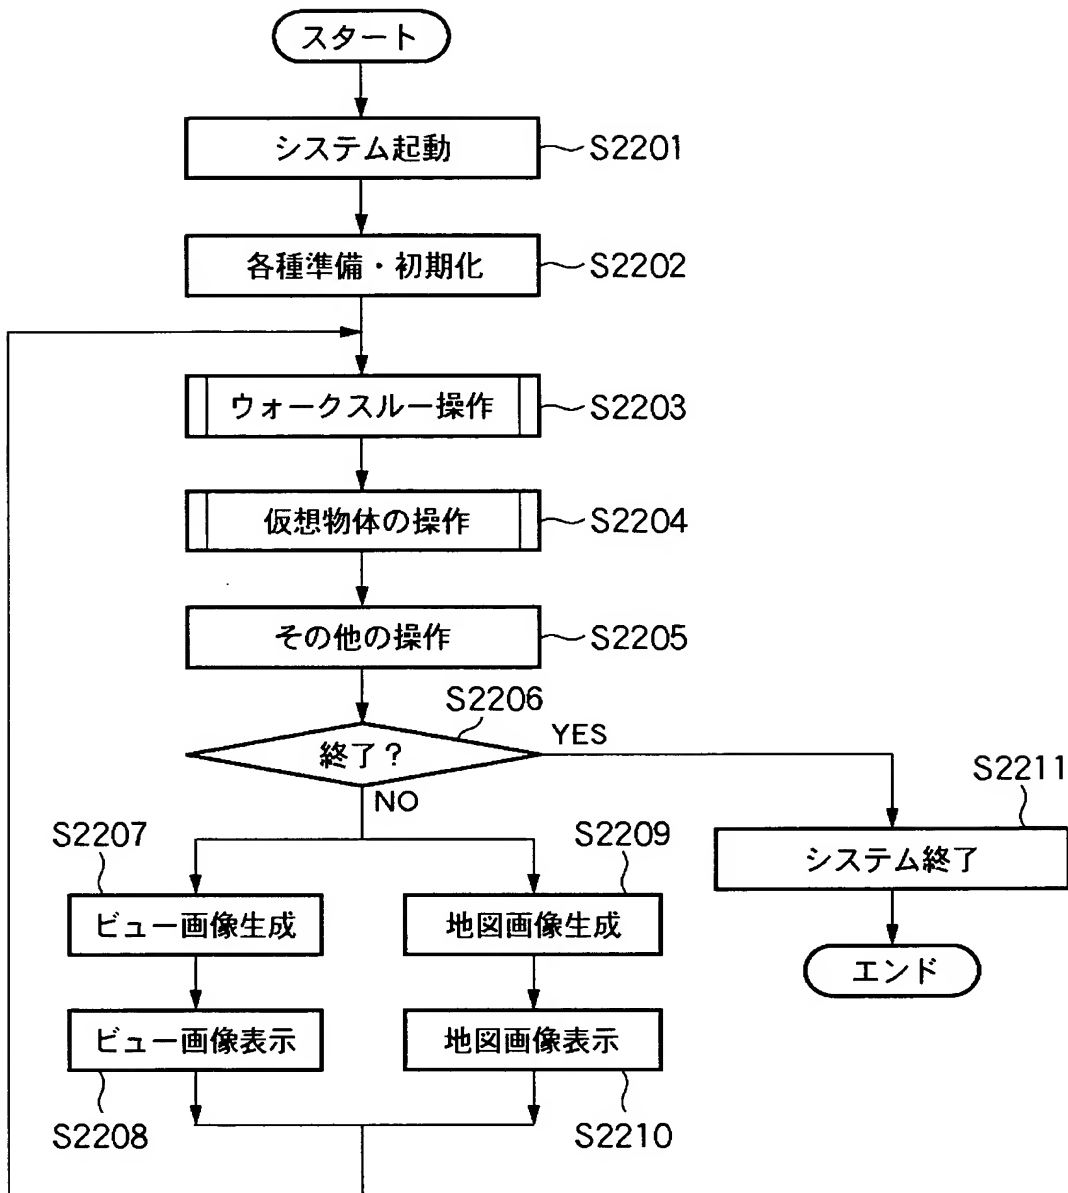 スタート
システム起動
S2201
各種準備・初期化
S2202
ウォークスルー操作
S2203
仮想物体の操作
S2204
その他の操作
S2205
S2206
終了?
YES
NO
S2211
システム終了
エンド
S2207
S2209
ビュー画像生成
地図画像生成
ビュー画像表示
地図画像表示
S2208
S2210